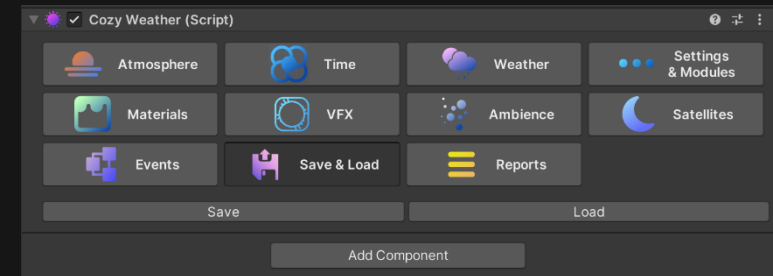 Cozy Weather (Script)
Atmosphere
Time
Weather
Settings
& Modules
Materials
VFX
Ambience
Satellites
Events
Save & Load
Reports
Save
Load
Add Component